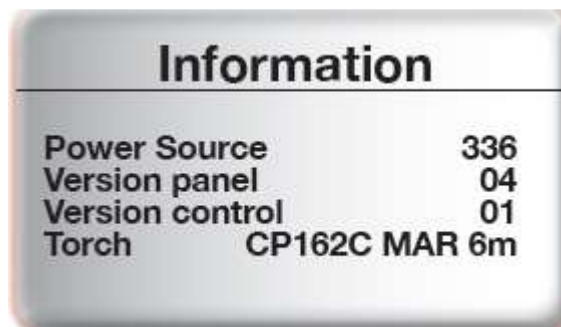 Information
Power Source 336
Version panel 04
Version control 01
Torch CP162C MAR 6m